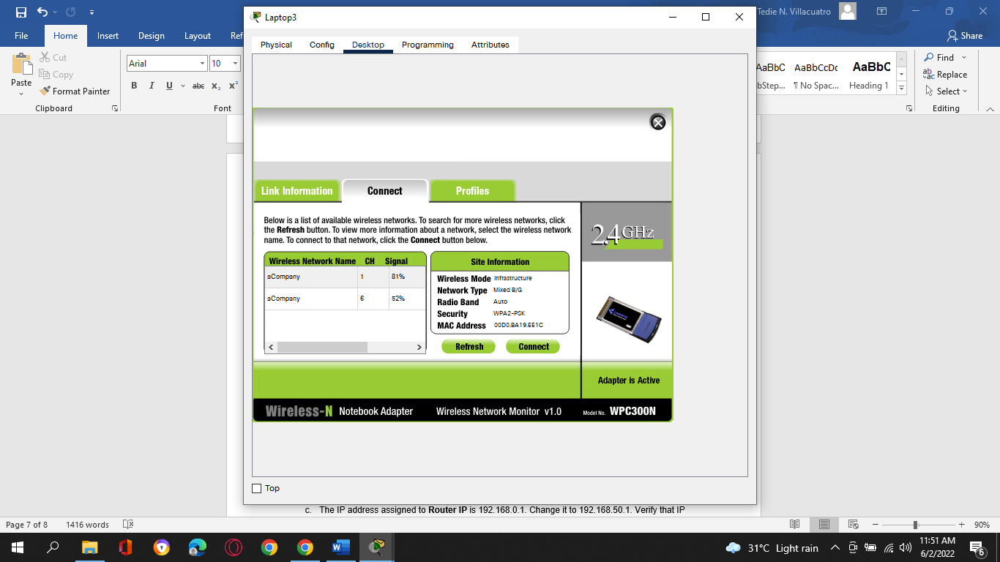 Laptop3
Tedie N. Villacuatro
File
Home
Insert
Design
Layout
Ref
Share
Physical
Config
Desktop
Programming
Attributes
Paste
Cut
Copy
Format Painter
Clipboard
Arial
10
B I U abc x₂ x²
Font
AaBbC
AaBbCcDc
AaBbC
bStep...
¶ No Spac...
Heading 1
Find
Replace
Select
Editing
Link Information
Connect
Profiles
Below is a list of available wireless networks. To search for more wireless networks, click
the Refresh button. To view more information about a network, select the wireless network
name. To connect to that network, click the Connect button below.
2.4GHz
Wireless Network Name CH Signal
aCompany 1 81%
aCompany 6 52%
Site Information
Wireless Mode Infrastructure
Network Type Mixed B/G
Radio Band Auto
Security WPA2-PSK
MAC Address 00D0.BA19.EE1C
Refresh
Connect
Adapter is Active
Wireless-N Notebook Adapter Wireless Network Monitor v1.0 Model No. WPC300N
Top
c. The IP address assigned to Router IP is 192.168.0.1. Change it to 192.168.50.1. Verify that IP
Page 7 of 8
1416 words
90%
31°C Light rain
11:51 AM
6/2/2022
6